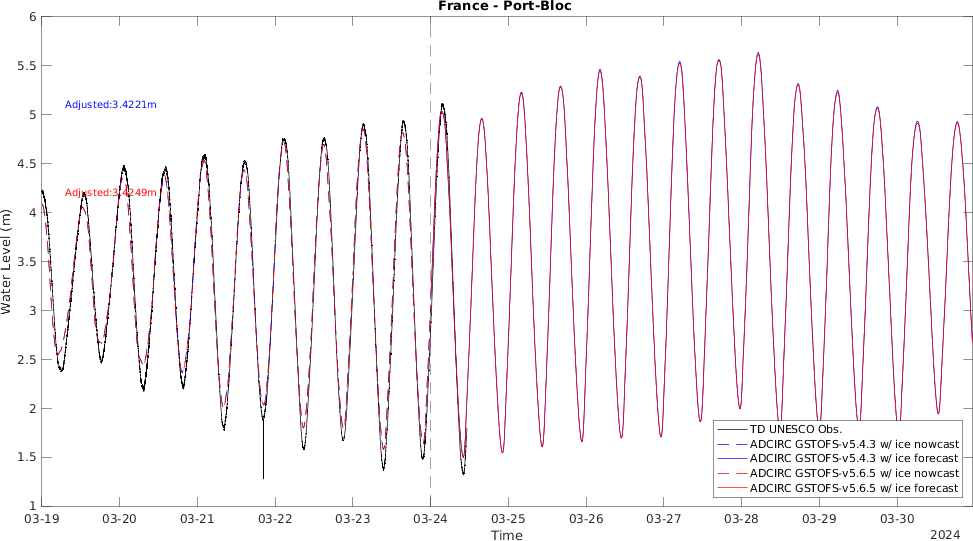 France - Port-Bloc
6
5.5
5
4.5
4
3.5
3
2.5
2
1.5
1
Water Level (m)
Adjusted:3.4221m
Adjusted:3.4249m
TD UNESCO Obs.
ADCIRC GSTOFS-v5.4.3 w/ ice nowcast
ADCIRC GSTOFS-v5.4.3 w/ ice forecast
ADCIRC GSTOFS-v5.6.5 w/ ice nowcast
ADCIRC GSTOFS-v5.6.5 w/ ice forecast
03-19 03-20 03-21 03-22 03-23 03-24 03-25 03-26 03-27 03-28 03-29 03-30
Time
2024